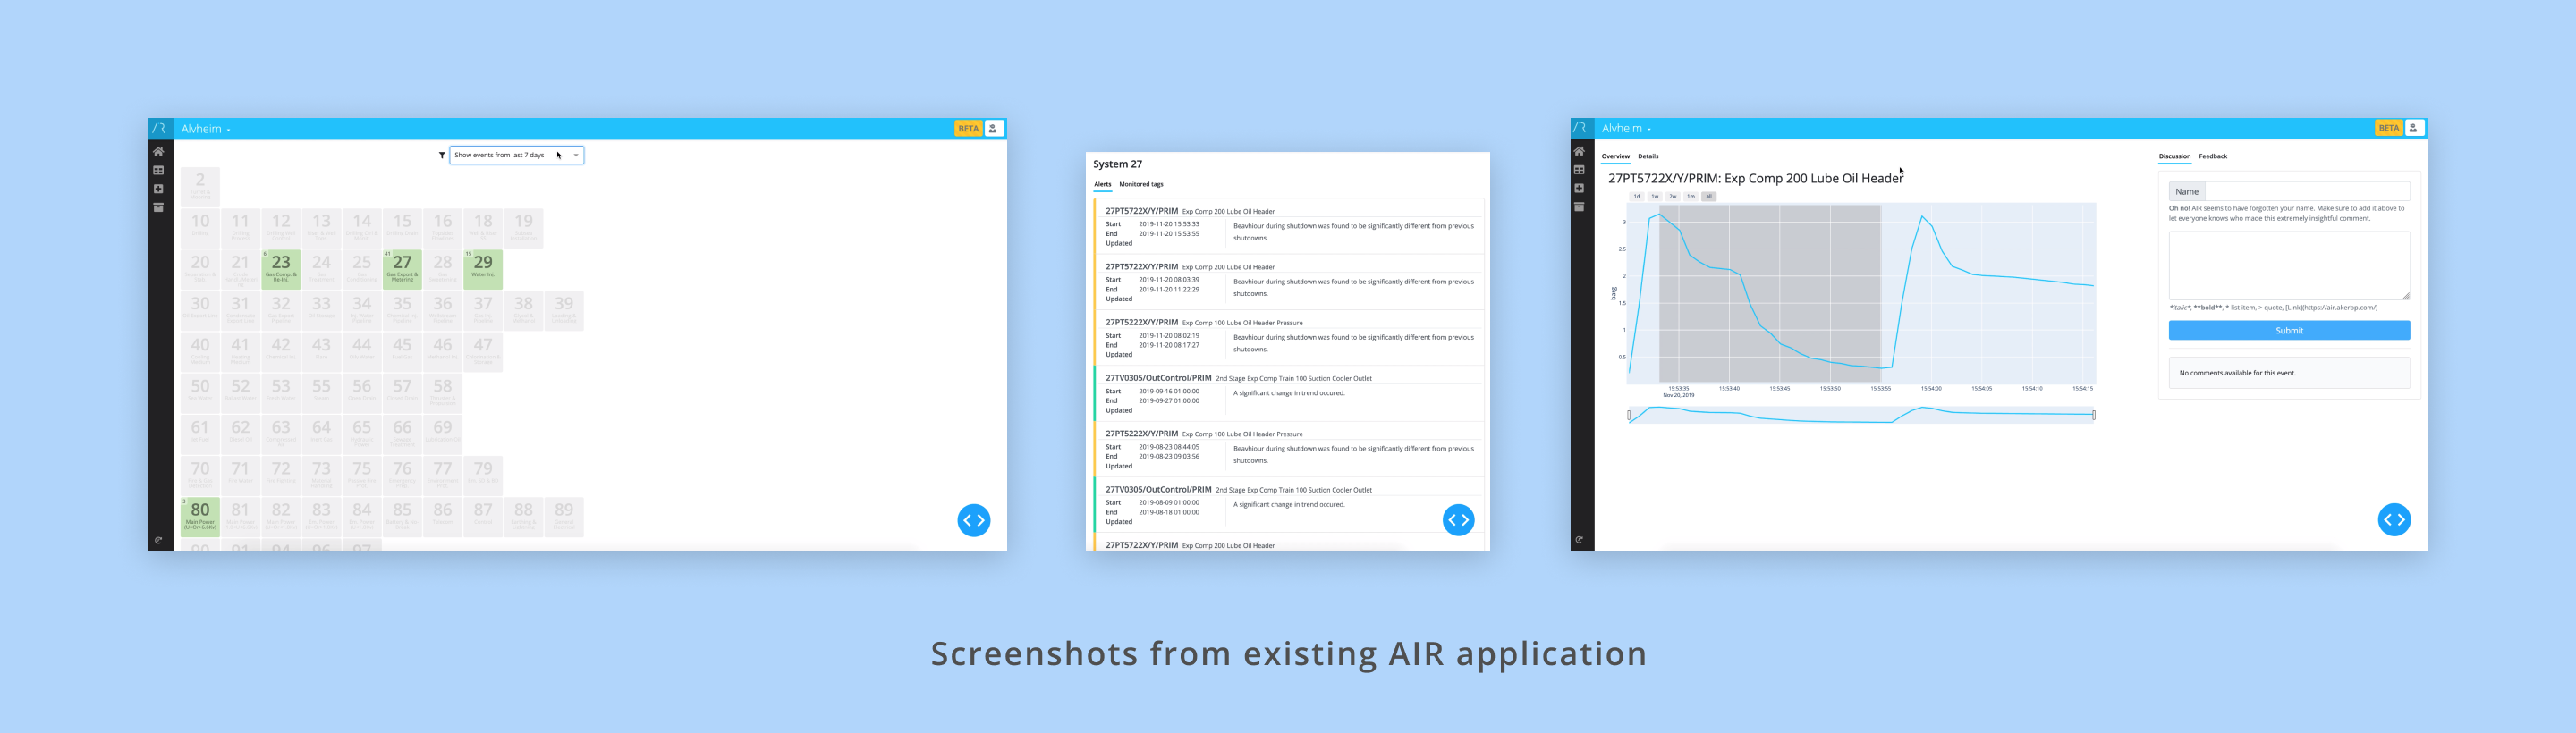 Alvheim
BETA
Show events from last 7 days
2
10 11 12 13 14 15 16 18 19
20 21 23 24 25 27 28 29
8
Gas Comp. & Re-Inj.
41
Gas Export & Metering
15
Water Inj.
30 31 32 33 34 35 36 37 38 39
40 41 42 43 44 45 46 47
50 52 53 55 56 57 58
61 62 63 64 65 66 69
70 71 72 73 75 76 77 79
80 81 82 83 84 85 86 87 88 89
Main Power
90 91 94 96 97
System 27
Alerts Monitored tags
27PT5722X/Y/PRIM Exp Comp 200 Lube Oil Header
Start 2019-11-20 15:53:33
End 2019-11-20 15:53:55
Updated
Beavhiour during shutdown was found to be significantly different from previous
shutdowns.
27PT5722X/Y/PRIM Exp Comp 200 Lube Oil Header
Start 2019-11-20 08:03:39
End 2019-11-20 11:22:29
Updated
Beavhiour during shutdown was found to be significantly different from previous
shutdowns.
27PT5222X/Y/PRIM Exp Comp 100 Lube Oil Header Pressure
Start 2019-11-20 08:02:19
End 2019-11-20 08:17:27
Updated
Beavhiour during shutdown was found to be significantly different from previous
shutdowns.
27TV0305/OutControl/PRIM 2nd Stage Exp Comp Train 100 Suction Cooler Outlet
Start 2019-09-16 01:00:00
End 2019-09-27 01:00:00
Updated
A significant change in trend occured.
27PT5222X/Y/PRIM Exp Comp 100 Lube Oil Header Pressure
Start 2019-08-23 08:44:05
End 2019-08-23 09:03:56
Updated
Beavhiour during shutdown was found to be significantly different from previous
shutdowns.
27TV0305/OutControl/PRIM 2nd Stage Exp Comp Train 100 Suction Cooler Outlet
Start 2019-08-09 01:00:00
End 2019-08-18 01:00:00
Updated
A significant change in trend occured.
27PT5722X/Y/PRIM Exp Comp 200 Lube Oil Header
Alvheim
BETA
Overview Details
27PT5722X/Y/PRIM: Exp Comp 200 Lube Oil Header
1d 1w 2w 1m all
3
2.5
2
1.5
1
0.5
barg
15:53:35 15:53:40 15:53:45 15:53:50 15:53:55 15:54:00 15:54:05 15:54:10 15:54:15
Nov 20, 2019
Discussion Feedback
Name
Oh no! AIR seems to have forgotten your name. Make sure to add it above to
let everyone knows who made this extremely insightful comment.
*italic*, **bold**, * list item, > quote, [Link](https://air.akerbp.com/)
Submit
No comments available for this event.
Screenshots from existing AIR application